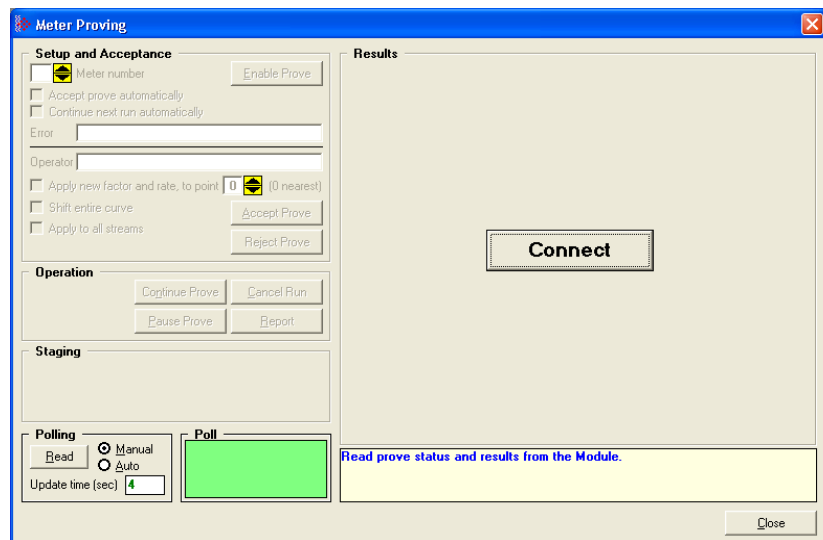 Meter Proving
Setup and Acceptance
Meter number
Enable Prove
Accept prove automatically
Continue next run automatically
Error
Operator
Apply new factor and rate, to point 0 (0 nearest)
Shift entire curve
Accept Prove
Apply to all streams
Reject Prove
Operation
Continue Prove
Cancel Run
Pause Prove
Report
Staging
Polling
Read
Manual
Auto
Update time (sec) 4
Poll
Results
Connect
Read prove status and results from the Module.
Close